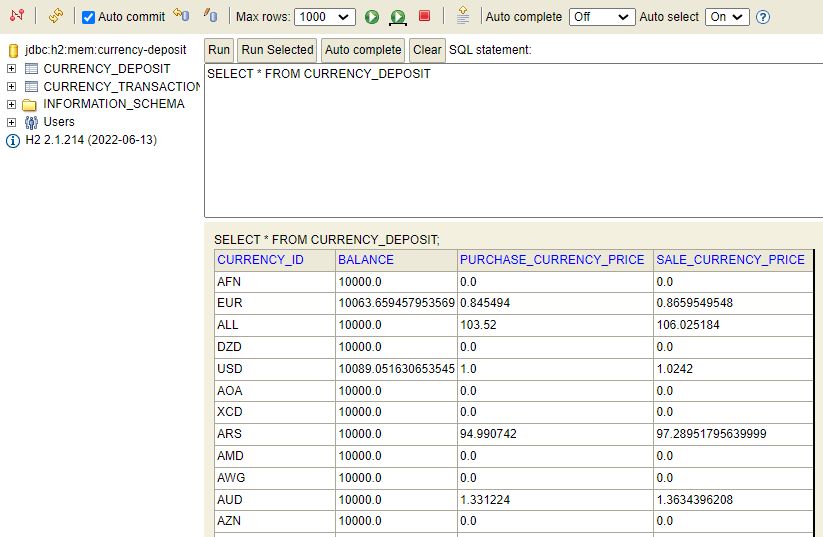 Auto commit Max rows: 1000 Auto complete Off Auto select On
jdbc:h2:mem:currency-deposit
CURRENCY_DEPOSIT
CURRENCY_TRANSACTION
INFORMATION_SCHEMA
Users
H2 2.1.214 (2022-06-13)
Run Run Selected Auto complete Clear SQL statement:
SELECT * FROM CURRENCY_DEPOSIT
SELECT * FROM CURRENCY_DEPOSIT;
CURRENCY_ID BALANCE PURCHASE_CURRENCY_PRICE SALE_CURRENCY_PRICE
AFN 10000.0 0.0 0.0
EUR 10063.659457953569 0.845494 0.8659549548
ALL 10000.0 103.52 106.025184
DZD 10000.0 0.0 0.0
USD 10089.051630653545 1.0 1.0242
AOA 10000.0 0.0 0.0
XCD 10000.0 0.0 0.0
ARS 10000.0 94.990742 97.28951795639999
AMD 10000.0 0.0 0.0
AWG 10000.0 0.0 0.0
AUD 10000.0 1.331224 1.3634396208
AZN 10000.0 0.0 0.0